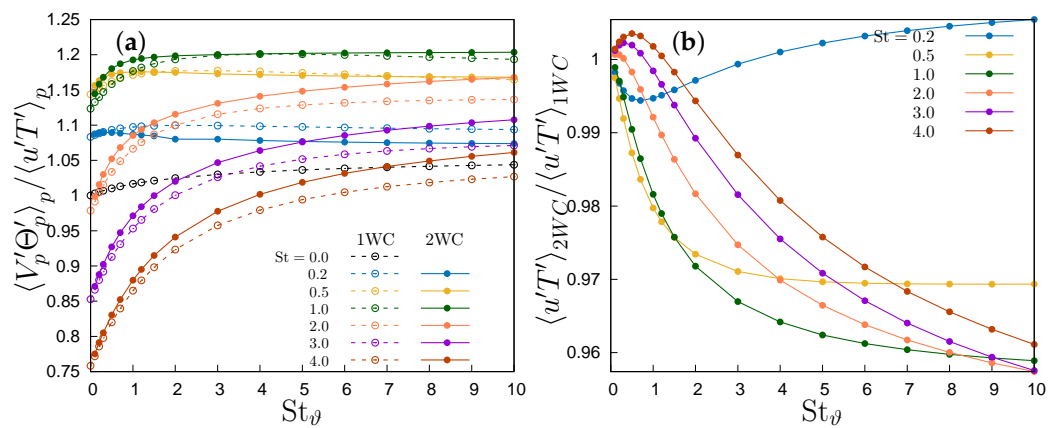 (a)
⟨V'_pΘ'_p⟩_p/⟨u'T'⟩_p
1.25
1.2
1.15
1.1
1.05
1
0.95
0.9
0.85
0.8
0.75
1WC 2WC
St = 0.0
0.2
0.5
1.0
2.0
3.0
4.0
0 1 2 3 4 5 6 7 8 9 10
St_ϑ
(b)
⟨u'T'⟩_2WC/⟨u'T'⟩_1WC
1
0.99
0.98
0.97
0.96
St = 0.2
0.5
1.0
2.0
3.0
4.0
0 1 2 3 4 5 6 7 8 9 10
St_ϑ